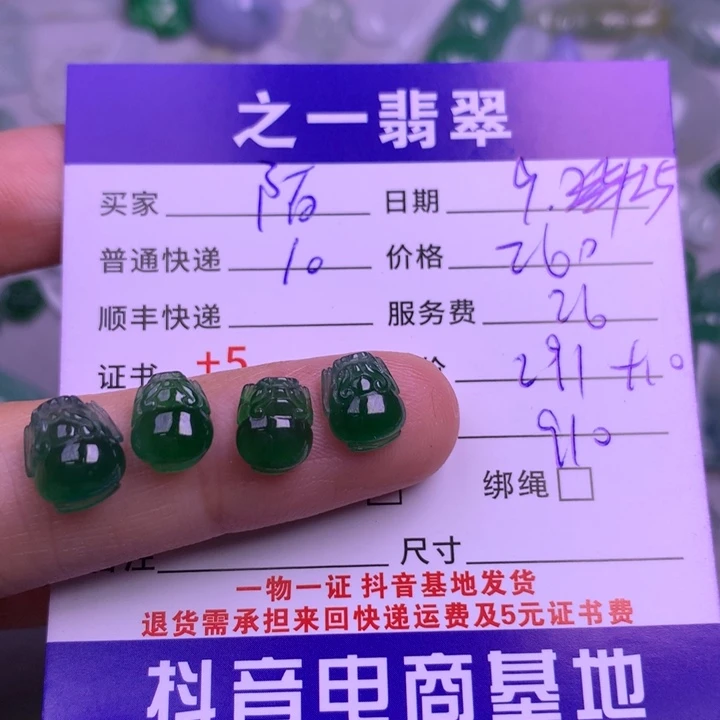 之一翡翠
买家 陌 日期 9. 25
普通快递 10 价格 260
顺丰快递 服务费 26
证书 +5 价 291 +10
910
绑绳
尺寸
一物一证 抖音基地发货
退货需承担来回快递运费及5元证书费
抖音电商基地